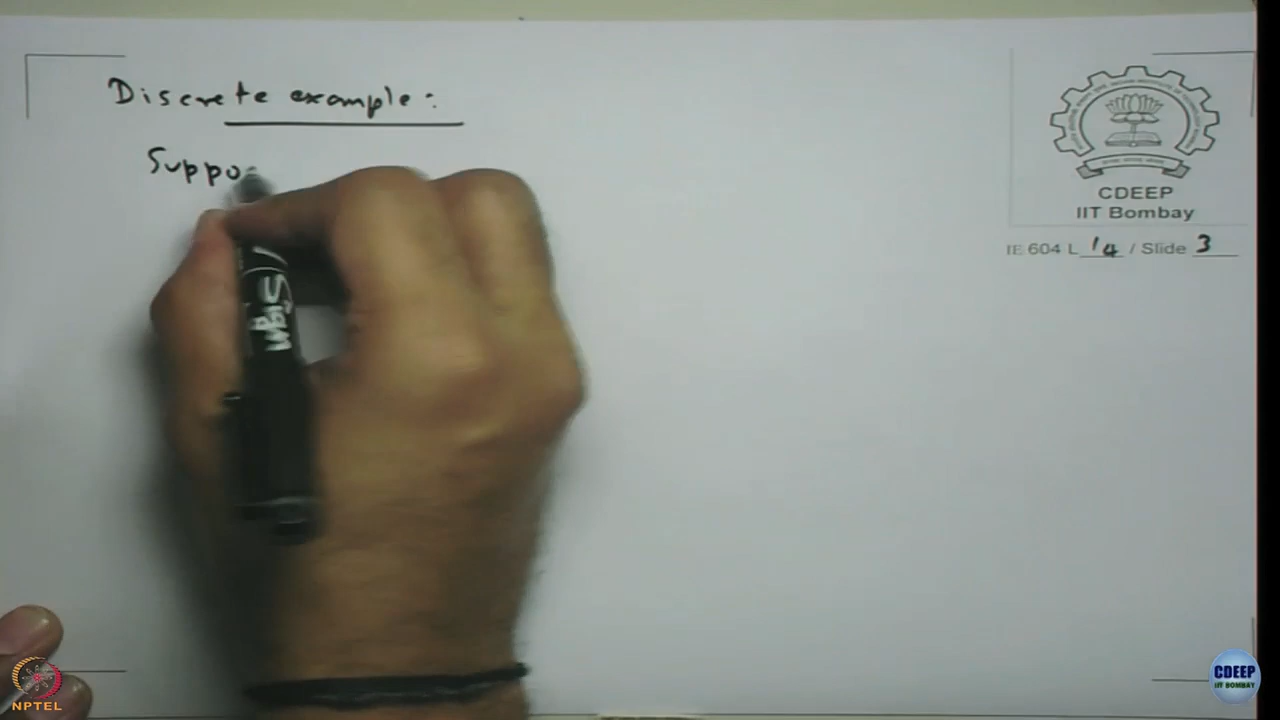 Discrete example:
Suppo
CDEEP
IIT Bombay
IE 604 L 14 / Slide 3
NPTEL
CDEEP
IIT BOMBAY